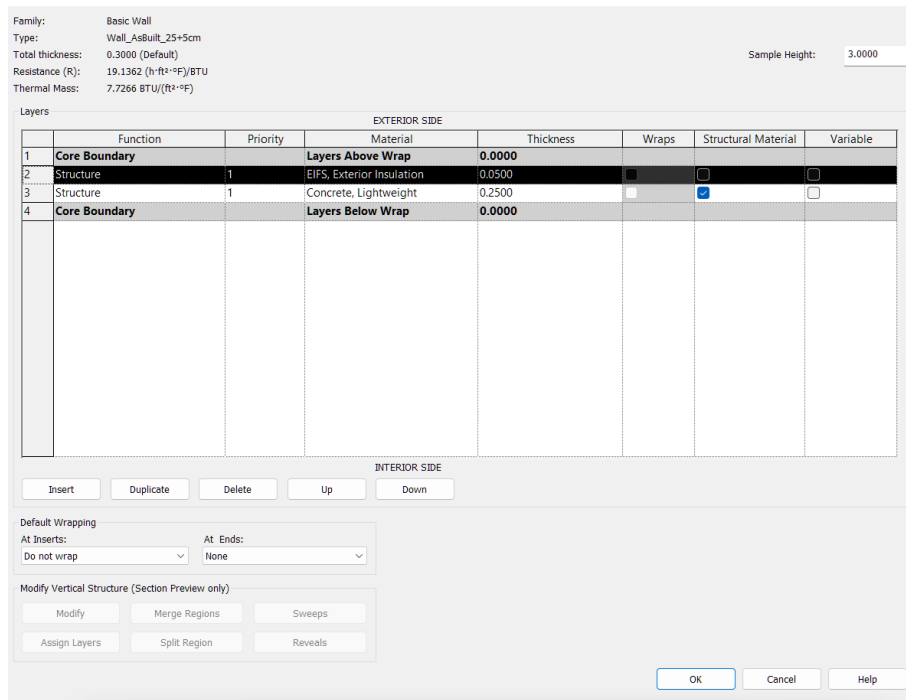 Family: Basic Wall
Type: Wall_AsBuilt_25+5cm
Total thickness: 0.3000 (Default) Sample Height: 3.0000
Resistance (R): 19.1362 (h·ft²·°F)/BTU
Thermal Mass: 7.7266 BTU/(ft²·°F)
Layers
EXTERIOR SIDE
Function Priority Material Thickness Wraps Structural Material Variable
1 Core Boundary Layers Above Wrap 0.0000
2 Structure 1 EIFS, Exterior Insulation 0.0500
3 Structure 1 Concrete, Lightweight 0.2500
4 Core Boundary Layers Below Wrap 0.0000
INTERIOR SIDE
Insert Duplicate Delete Up Down
Default Wrapping
At Inserts: At Ends:
Do not wrap None
Modify Vertical Structure (Section Preview only)
Modify Merge Regions Sweeps
Assign Layers Split Region Reveals
OK Cancel Help